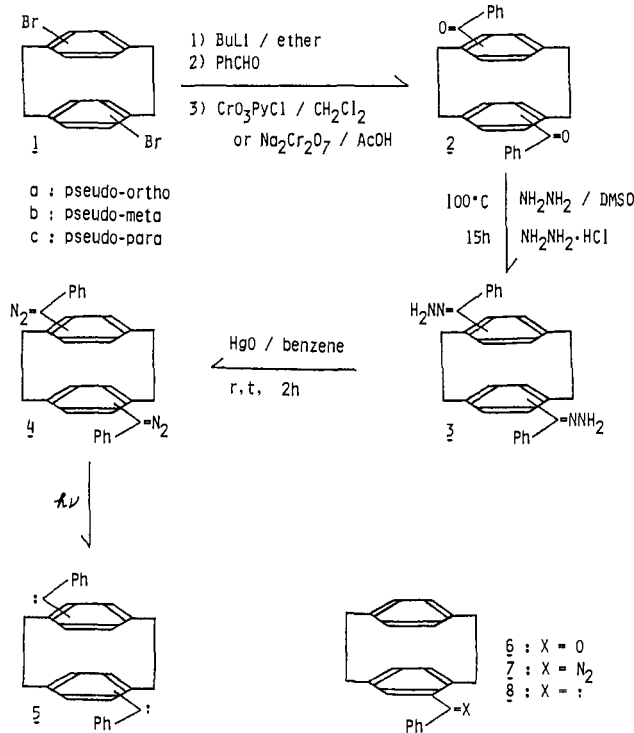 Br
Br
1
1) BuLi / ether
2) PhCHO
3) CrO₃PyCl / CH₂Cl₂
or Na₂Cr₂O₇ / AcOH
Ph
O=
=O
Ph
2
a : pseudo-ortho
b : pseudo-meta
c : pseudo-para
100°C NH₂NH₂ / DMSO
15h NH₂NH₂·HCl
Ph
N₂=
Ph =N₂
4
HgO / benzene
r,t, 2h
Ph
H₂NN=
Ph =NNH₂
3
hν
Ph
:
Ph :
5
Ph =X
6 : X = O
7 : X = N₂
8 : X = :